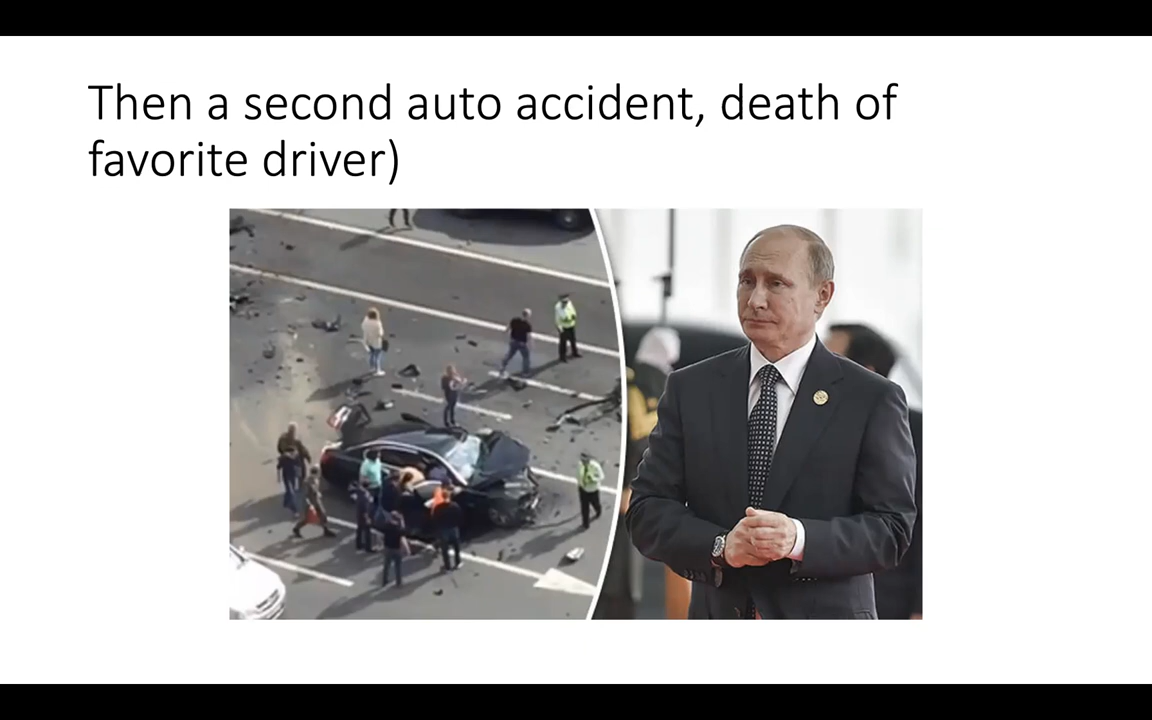 Then a second auto accident, death of
favorite driver)